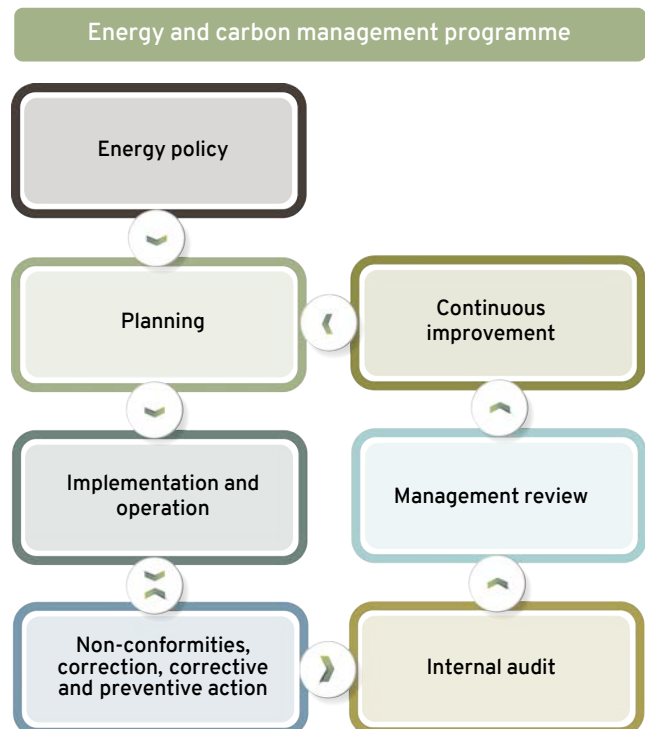 Energy and carbon management programme
Energy policy
Planning
Continuous
improvement
Implementation and
operation
Management review
Non-conformities,
correction, corrective
and preventive action
Internal audit